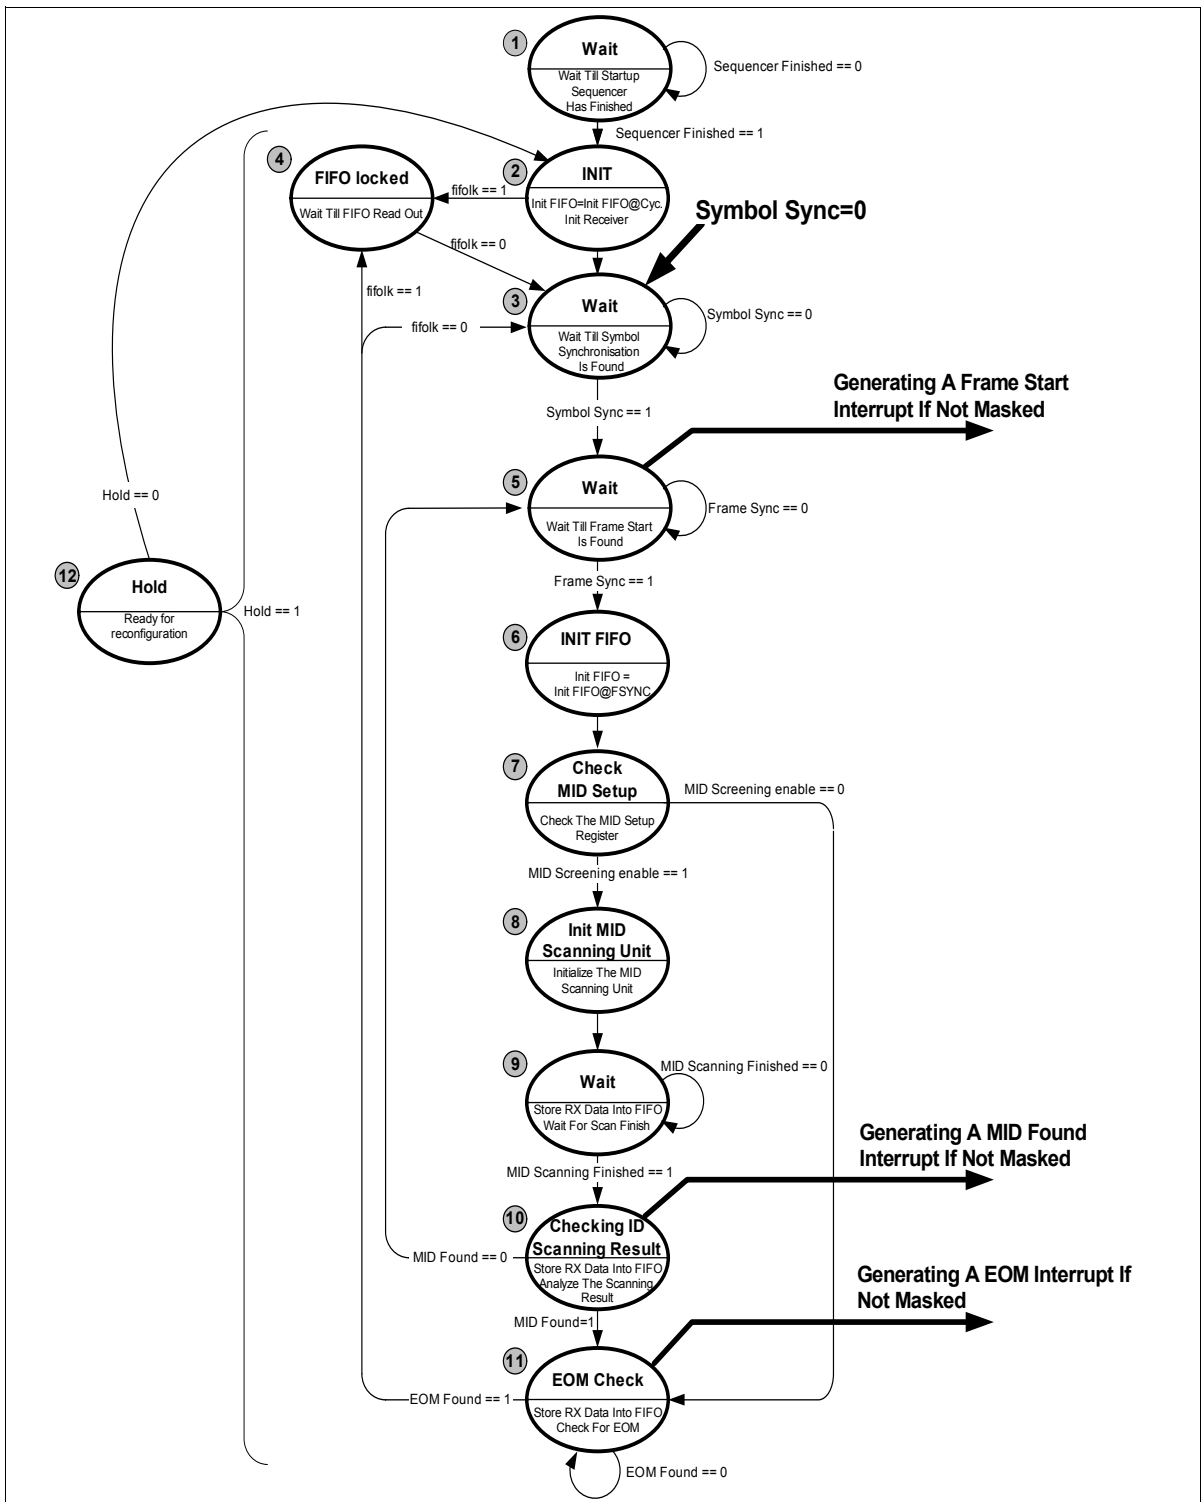 1
Wait
Wait Till Startup
Sequencer
Has Finished
Sequencer Finished == 0
Sequencer Finished == 1
4
FIFO locked
Wait Till FIFO Read Out
fifolk == 1
2
INIT
Init FIFO=Init FIFO@Cyc.
Init Receiver
Symbol Sync=0
fifolk == 0
fifolk == 1
3
Wait
Wait Till Symbol
Synchronisation
Is Found
Symbol Sync == 0
fifolk == 0
Generating A Frame Start
Interrupt If Not Masked
Symbol Sync == 1
5
Wait
Wait Till Frame Start
Is Found
Frame Sync == 0
Hold == 0
Frame Sync == 1
12
Hold
Ready for
reconfiguration
Hold == 1
6
INIT FIFO
Init FIFO =
Init FIFO@FSYNC
7
Check
MID Setup
Check The MID Setup
Register
MID Screening enable == 0
MID Screening enable == 1
8
Init MID
Scanning Unit
Initialize The MID
Scanning Unit
9
Wait
Store RX Data Into FIFO
Wait For Scan Finish
MID Scanning Finished == 0
Generating A MID Found
Interrupt If Not Masked
MID Scanning Finished == 1
10
Checking ID
Scanning Result
Store RX Data Into FIFO
Analyze The Scanning
Result
MID Found == 0
Generating A EOM Interrupt If
Not Masked
MID Found=1
11
EOM Check
Store RX Data Into FIFO
Check For EOM
EOM Found == 1
EOM Found == 0